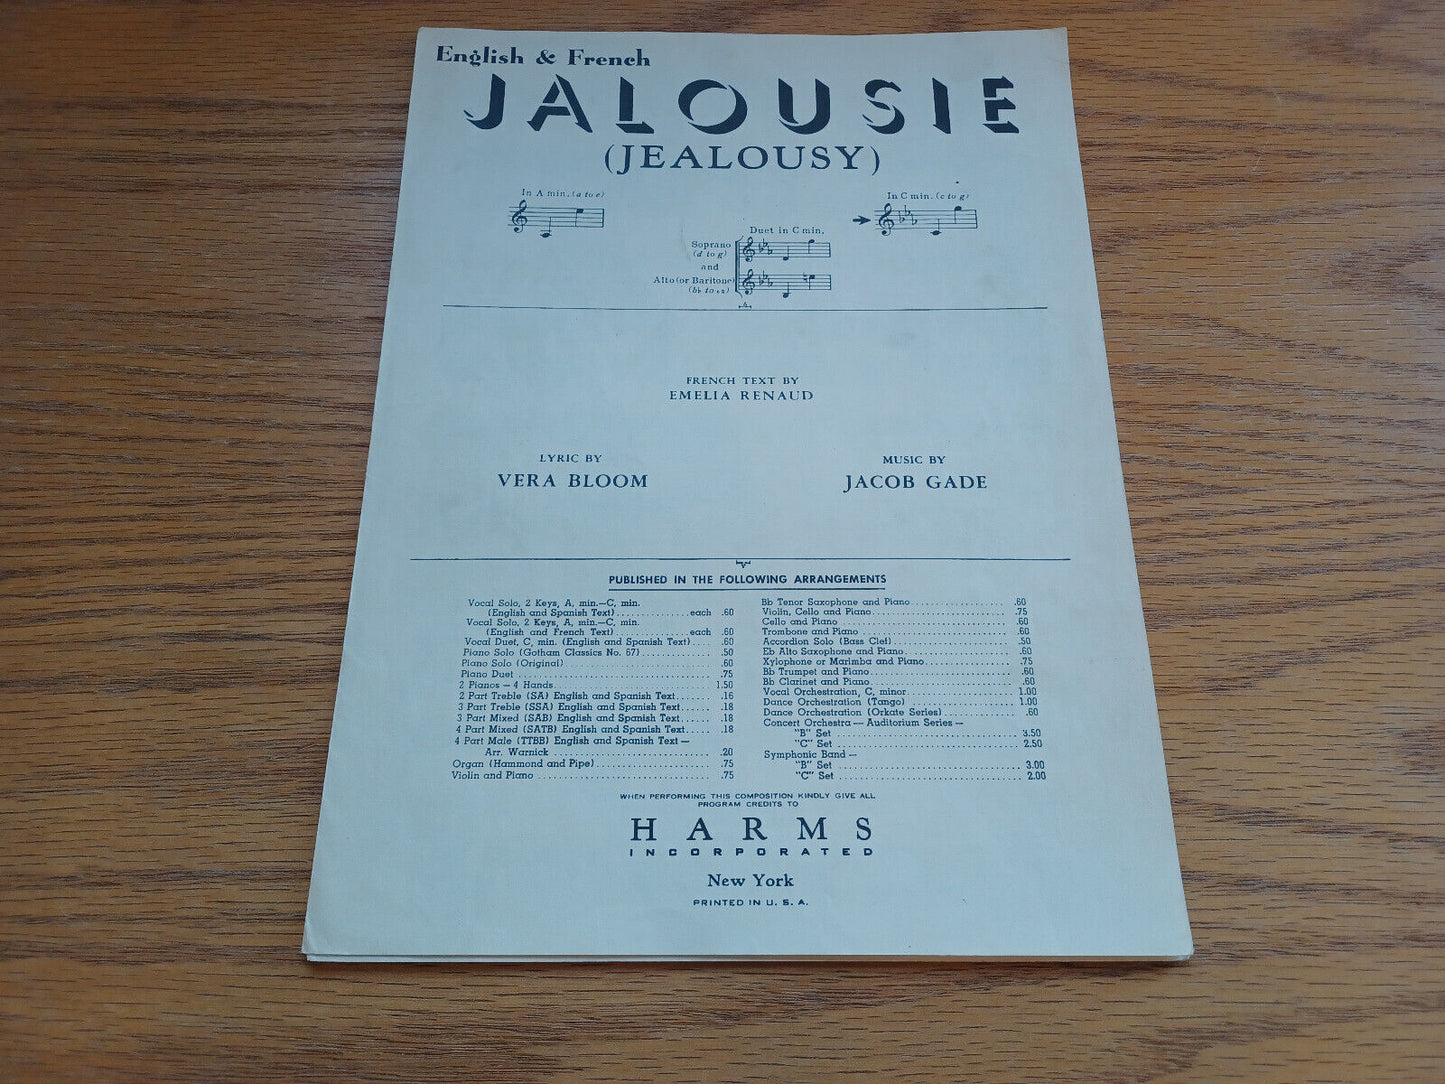 English & French
JALOUSIE
(JEALOUSY)
In A min. (a to e)
In C min. (c to g)
Duet in C min.
Soprano
(d to g)
and
Alto (or Baritone)
FRENCH TEXT BY
EMELIA RENAUD
LYRIC BY
VERA BLOOM
MUSIC BY
JACOB GADE
PUBLISHED IN THE FOLLOWING ARRANGEMENTS
Vocal Solo, 2 Keys, A, min.—C, min.
(English and Spanish Text) ................ each .60
Vocal Solo, 2 Keys, A, min.—C, min.
(English and French Text) ................ each .60
Vocal Duet, C, min. (English and Spanish Text) .... .60
Piano Solo (Gotham Classics No. 67) ................ .50
Piano Solo (Original) ................ .60
Piano Duet ................ .75
2 Pianos — 4 Hands ................ 1.50
2 Part Treble (SA) English and Spanish Text ....... .16
3 Part Treble (SSA) English and Spanish Text ...... .18
3 Part Mixed (SAB) English and Spanish Text ...... .18
4 Part Mixed (SATB) English and Spanish Text ..... .18
4 Part Male (TTBB) English and Spanish Text —
Arr. Warnick ................ .20
Organ (Hammond and Pipe) ................ .75
Violin and Piano ................ .75
Bb Tenor Saxophone and Piano ................ .60
Violin, Cello and Piano ................ .75
Cello and Piano ................ .60
Trombone and Piano ................ .60
Accordion Solo (Bass Clef) ................ .50
Eb Alto Saxophone and Piano ................ .60
Xylophone or Marimba and Piano ................ .75
Bb Trumpet and Piano ................ .60
Bb Clarinet and Piano ................ .60
Vocal Orchestration, C, minor ................ 1.00
Dance Orchestration (Tango) ................ 1.00
Dance Orchestration (Orkate Series) ................ .60
Concert Orchestra — Auditorium Series —
"B" Set ................ 3.50
"C" Set ................ 2.50
Symphonic Band —
"B" Set ................ 3.00
"C" Set ................ 2.00
WHEN PERFORMING THIS COMPOSITION KINDLY GIVE ALL
PROGRAM CREDITS TO
HARMS
INCORPORATED
New York
PRINTED IN U. S. A.